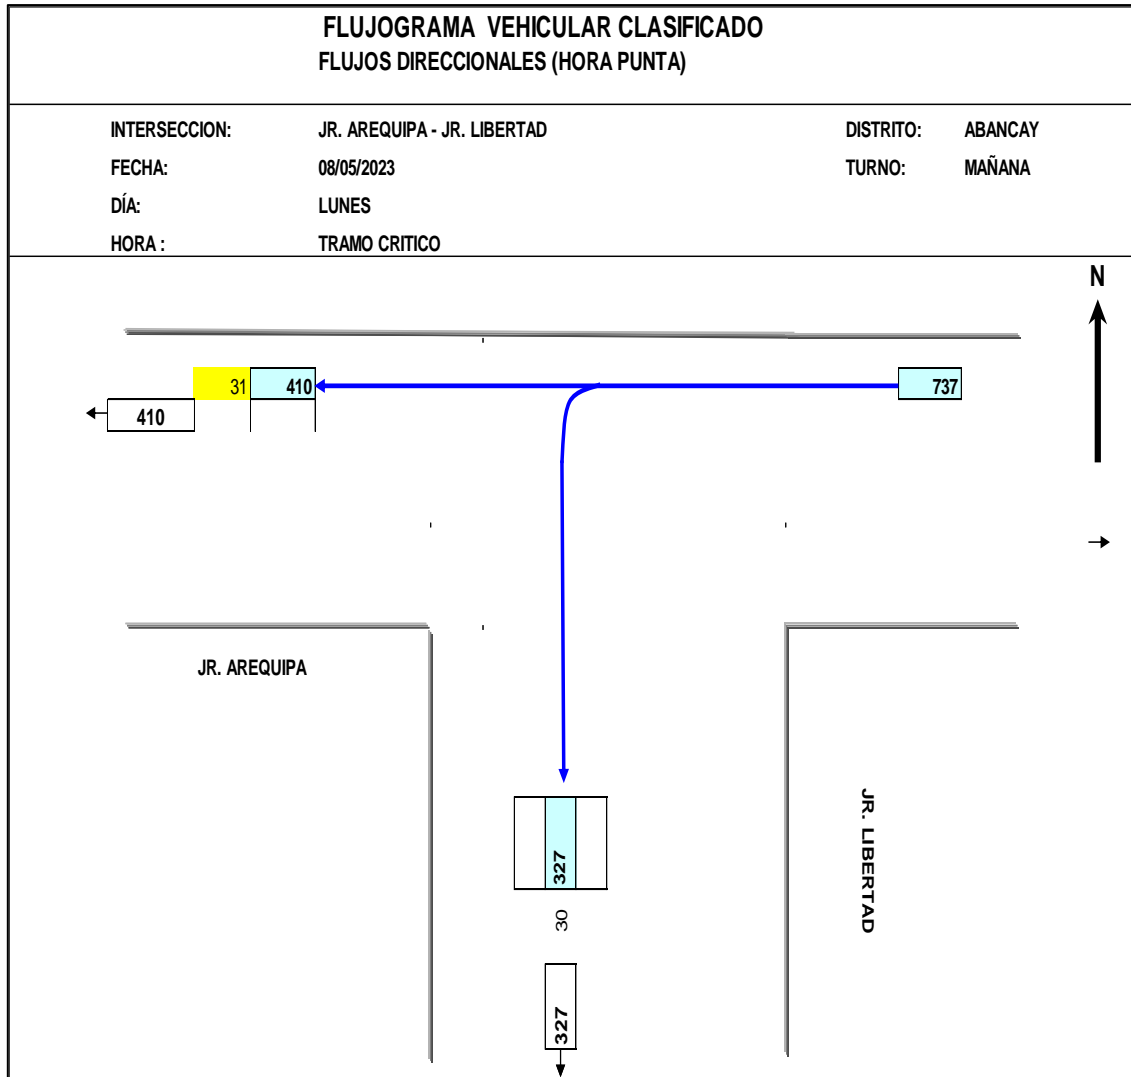 FLUJOGRAMA VEHICULAR CLASIFICADO
FLUJOS DIRECCIONALES (HORA PUNTA)
INTERSECCION: JR. AREQUIPA - JR. LIBERTAD DISTRITO: ABANCAY
FECHA: 08/05/2023 TURNO: MAÑANA
DÍA: LUNES
HORA : TRAMO CRITICO
N
31 410 737
410
JR. AREQUIPA
JR. LIBERTAD
327
30
327